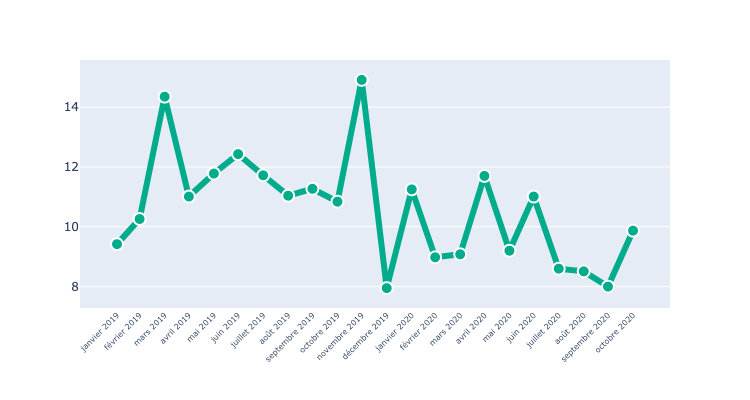 14
12
10
8
janvier 2019
février 2019
mars 2019
avril 2019
mai 2019
juin 2019
juillet 2019
août 2019
septembre 2019
octobre 2019
novembre 2019
décembre 2019
janvier 2020
février 2020
mars 2020
avril 2020
mai 2020
juin 2020
juillet 2020
août 2020
septembre 2020
octobre 2020